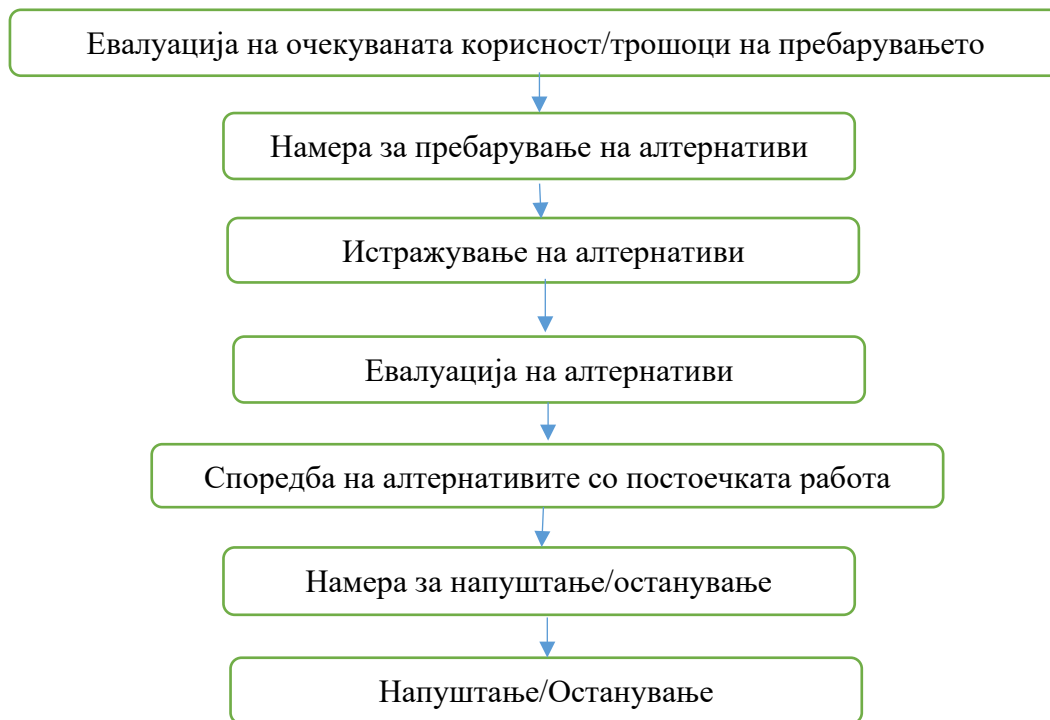 Евалуација на очекуваната корисност/трошоци на пребарувањето
Намера за пребарување на алтернативи
Истражување на алтернативи
Евалуација на алтернативи
Споредба на алтернативите со постоечката работа
Намера за напуштање/останување
Напуштање/Останување